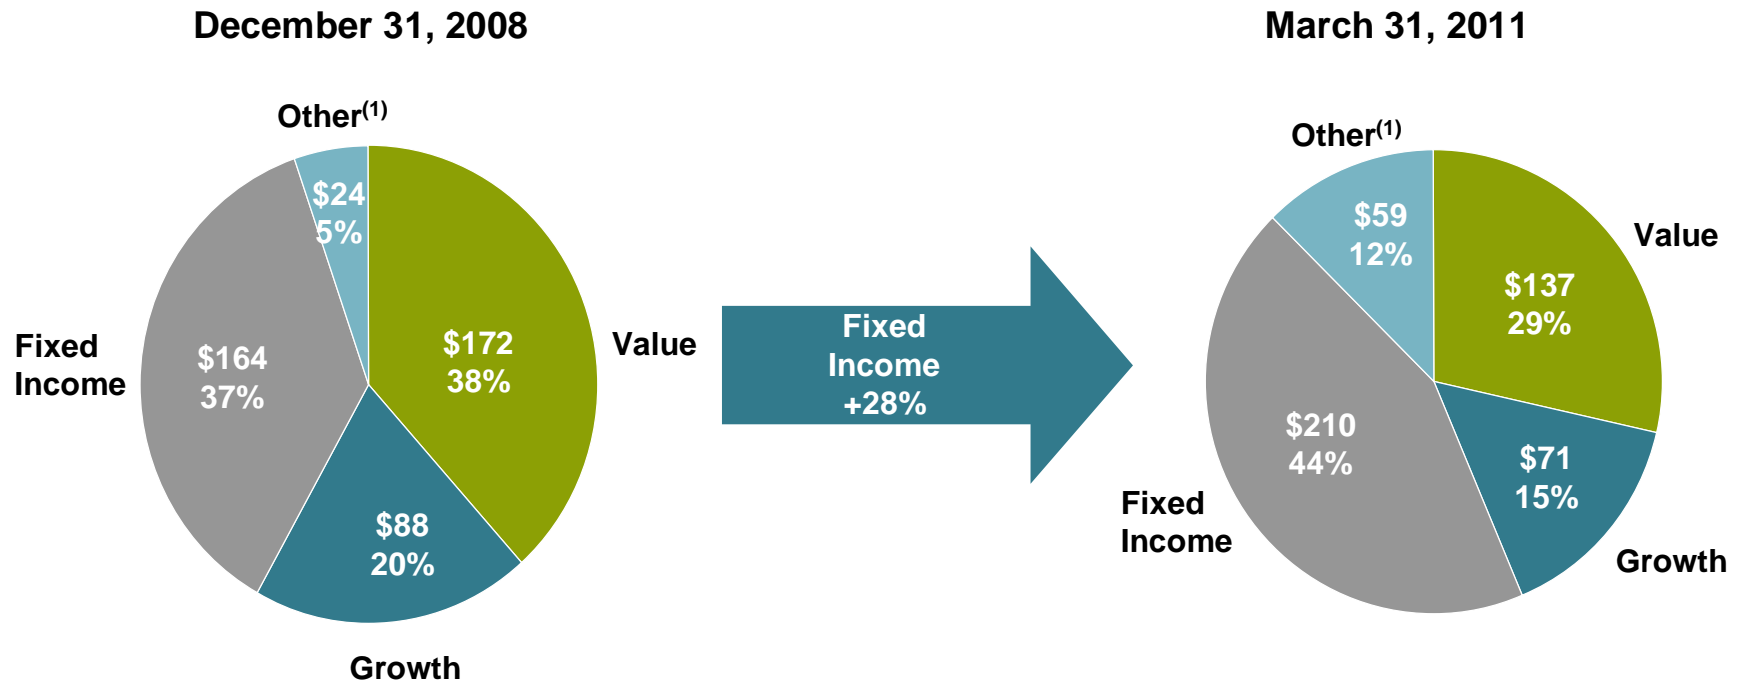 December 31, 2008
Other(1)
$24
5%
Fixed
Income
$164
37%
$172
38%
Value
$88
20%
Growth
Fixed
Income
+28%
March 31, 2011
Other(1)
$59
12%
Value
$137
29%
$210
44%
$71
15%
Fixed
Income
Growth